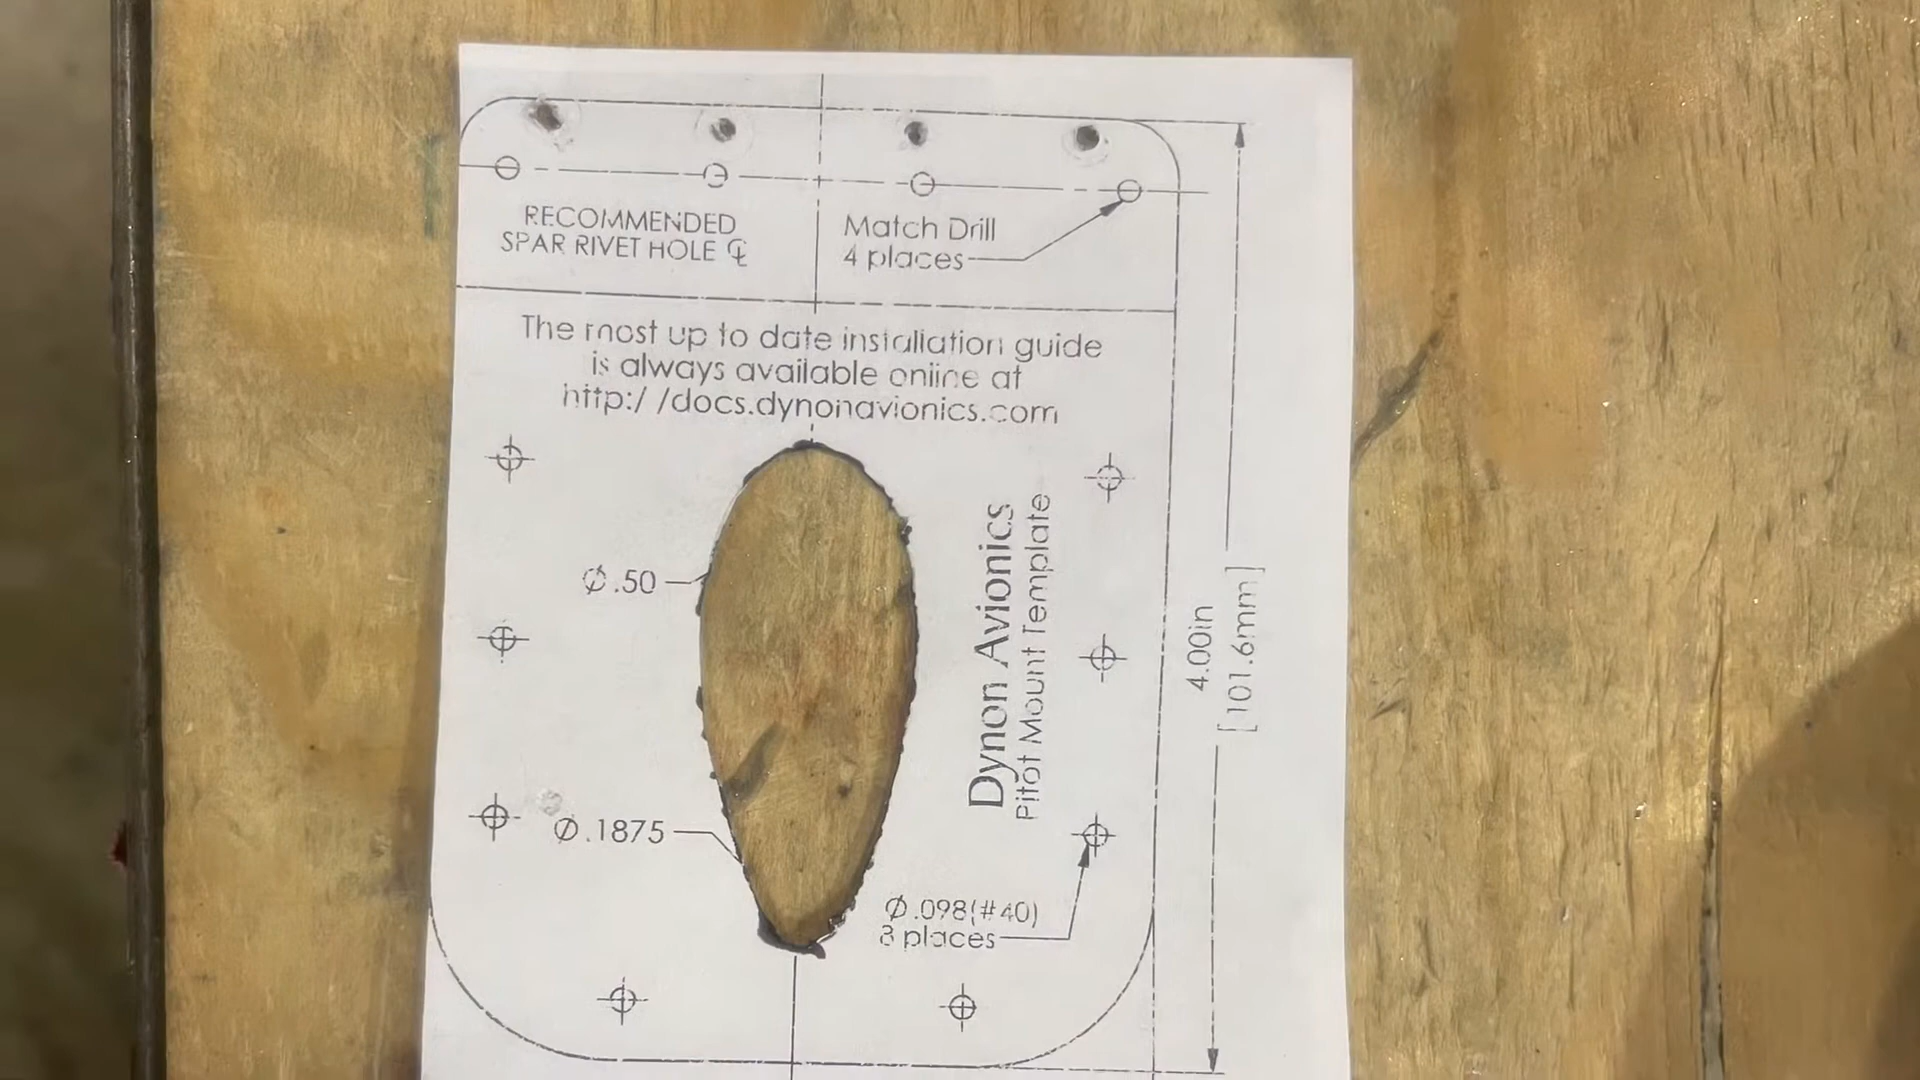 RECOMMENDED
SPAR RIVET HOLE ℄
Match Drill
4 places
The most up to date installation guide
is always available online at
http://docs.dynonavionics.com
Ø.50
Ø.1875
Dynon Avionics
Pitot Mount Template
4.00in
[101.6mm]
Ø.098(#40)
8 places